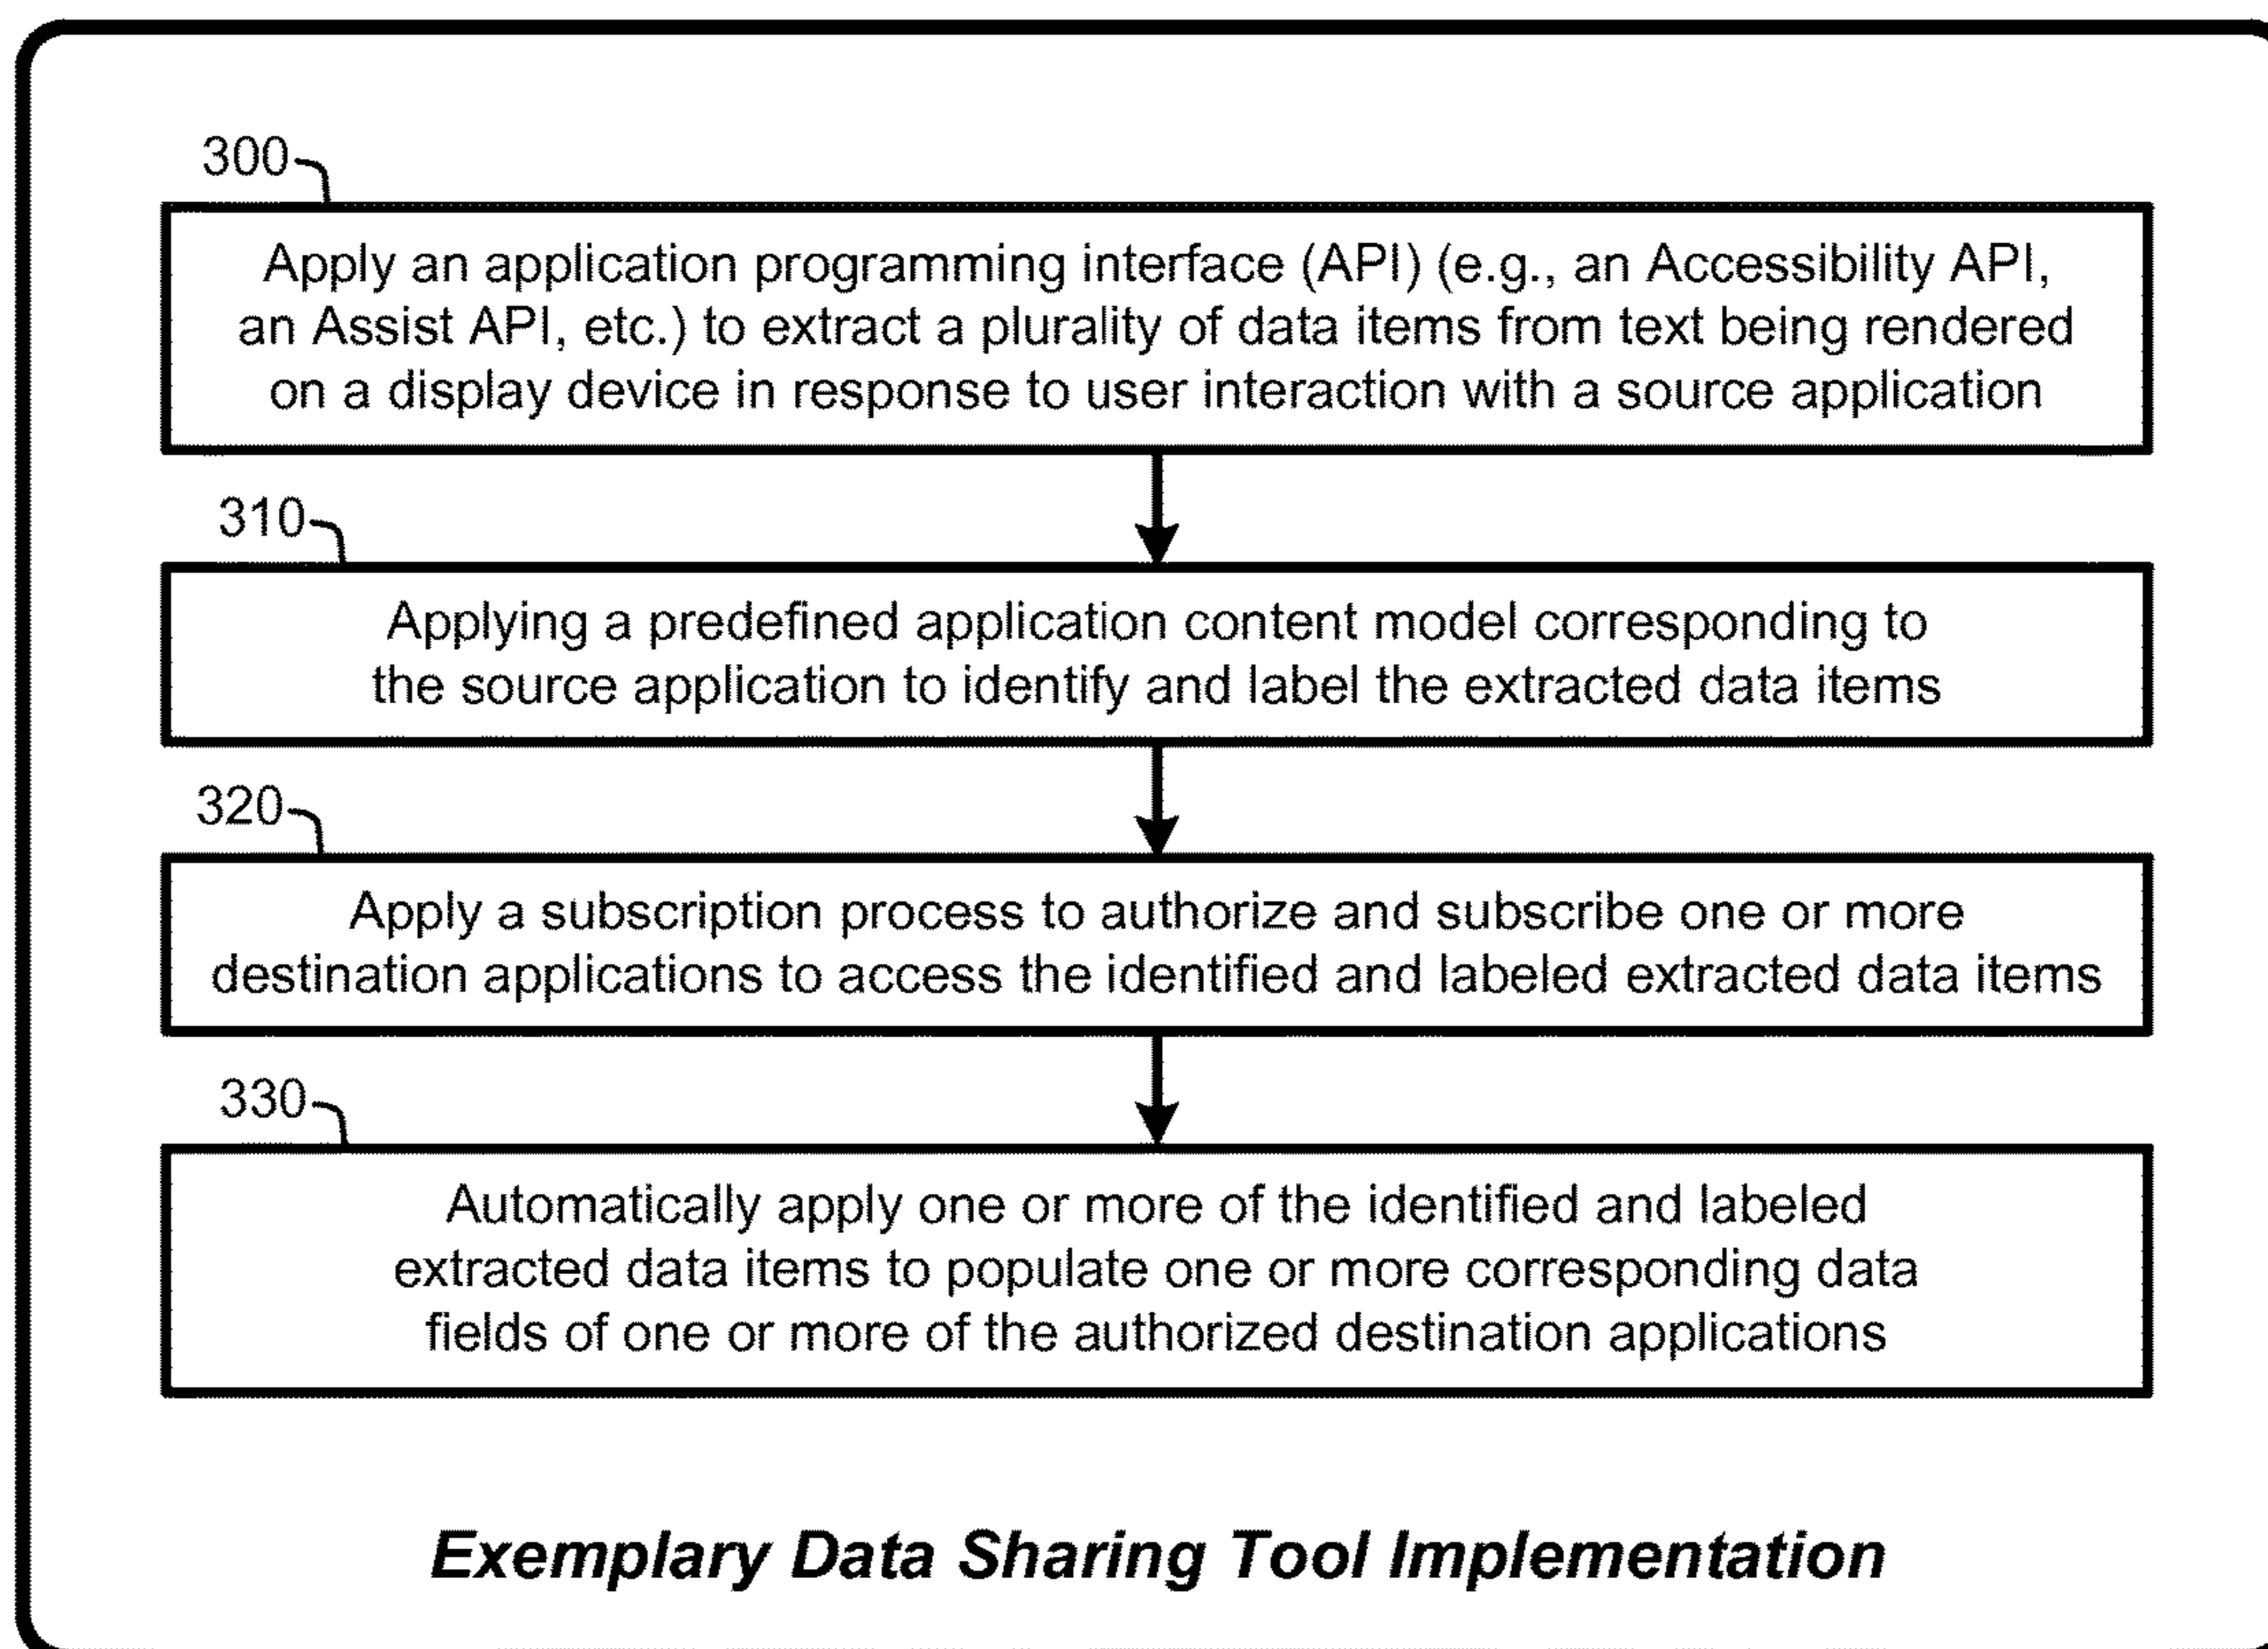 300
Apply an application programming interface (API) (e.g., an Accessibility API,
an Assist API, etc.) to extract a plurality of data items from text being rendered
on a display device in response to user interaction with a source application
310
Applying a predefined application content model corresponding to
the source application to identify and label the extracted data items
320
Apply a subscription process to authorize and subscribe one or more
destination applications to access the identified and labeled extracted data items
330
Automatically apply one or more of the identified and labeled
extracted data items to populate one or more corresponding data
fields of one or more of the authorized destination applications
Exemplary Data Sharing Tool Implementation